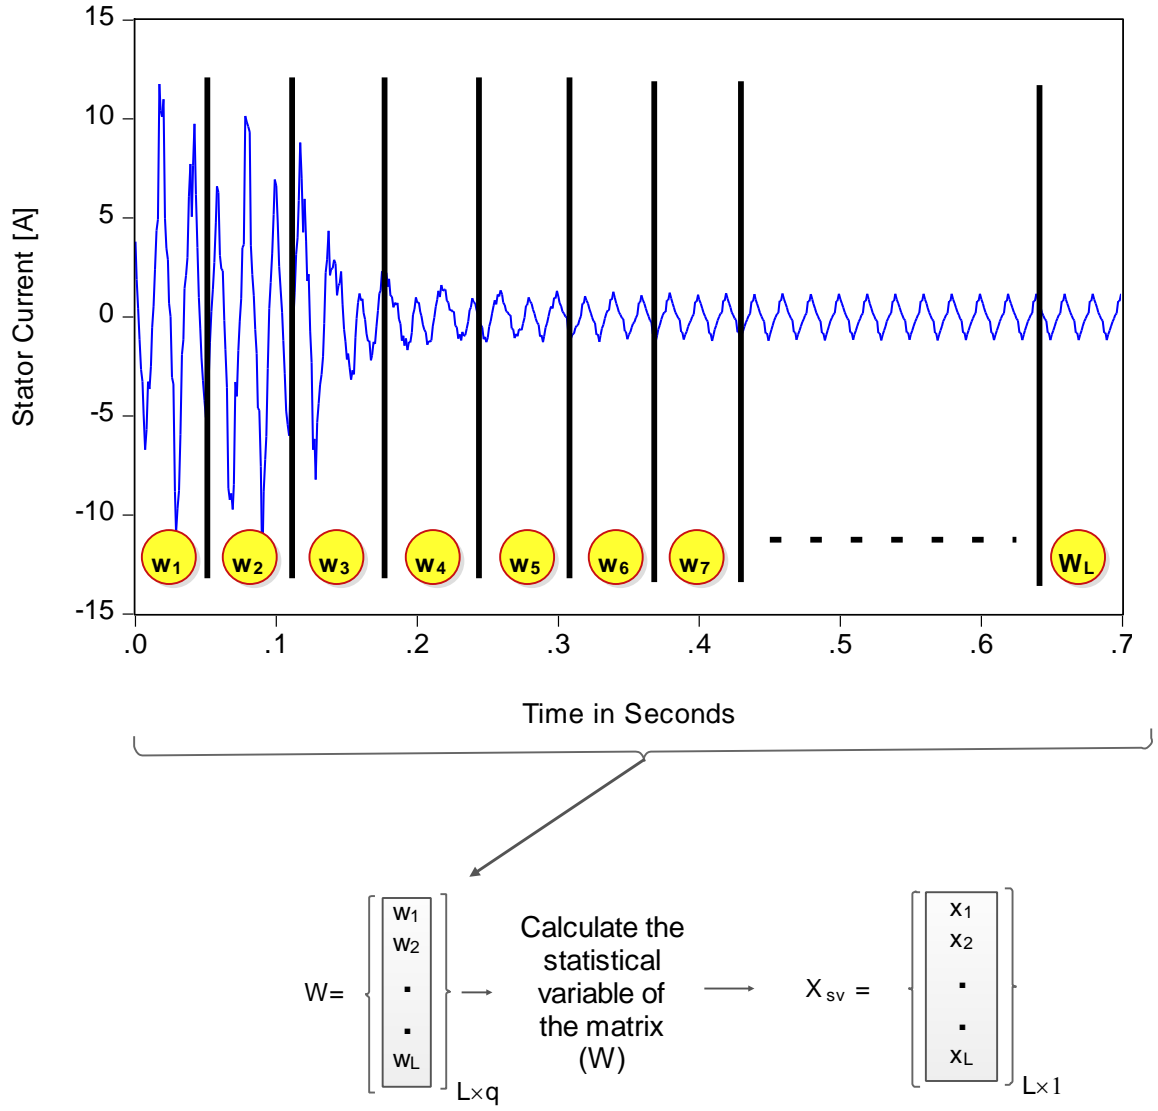 15
10
5
0
-5
-10
-15
Stator Current [A]
w1 w2 w3 w4 w5 w6 w7 WL
.0 .1 .2 .3 .4 .5 .6 .7
Time in Seconds
W=
w1
w2
.
.
wL
L×q
Calculate the
statistical
variable of
the matrix
(W)
Xsv =
x1
x2
.
.
xL
L×1